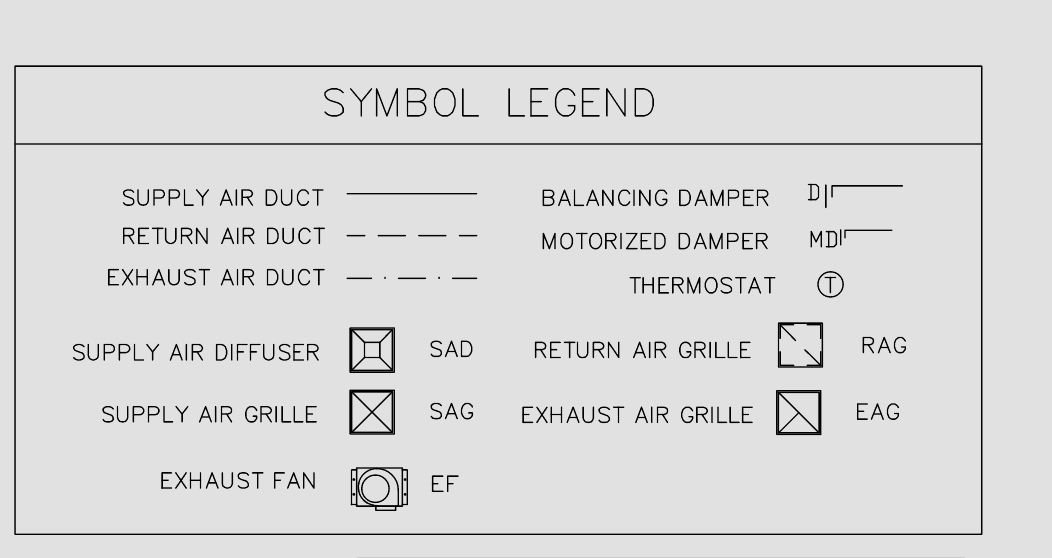 SYMBOL LEGEND
SUPPLY AIR DUCT
RETURN AIR DUCT
EXHAUST AIR DUCT
SUPPLY AIR DIFFUSER SAD
SUPPLY AIR GRILLE SAG
EXHAUST FAN EF
BALANCING DAMPER D
MOTORIZED DAMPER MD
THERMOSTAT T
RETURN AIR GRILLE RAG
EXHAUST AIR GRILLE EAG